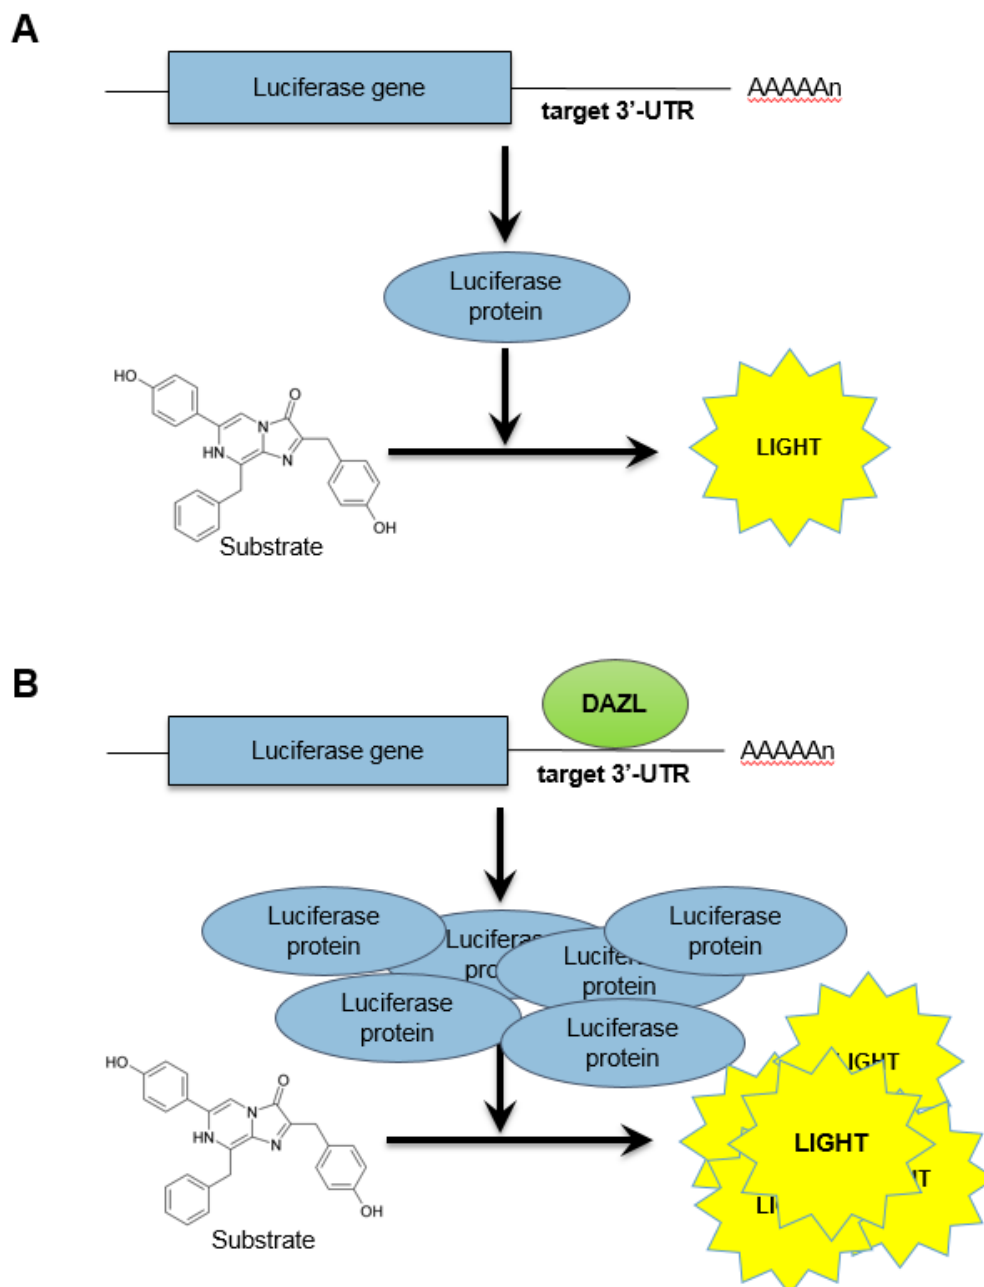 A
Luciferase gene
AAAAAn
target 3'-UTR
Luciferase
protein
HO
O
N
HN
N
OH
Substrate
LIGHT
B
DAZL
Luciferase gene
AAAAAn
target 3'-UTR
Luciferase
protein
Luciferase
protein
Luciferase
protein
Luciferase
protein
protein
LIGHT
HO
O
N
HN
N
OH
LIGHT
Substrate